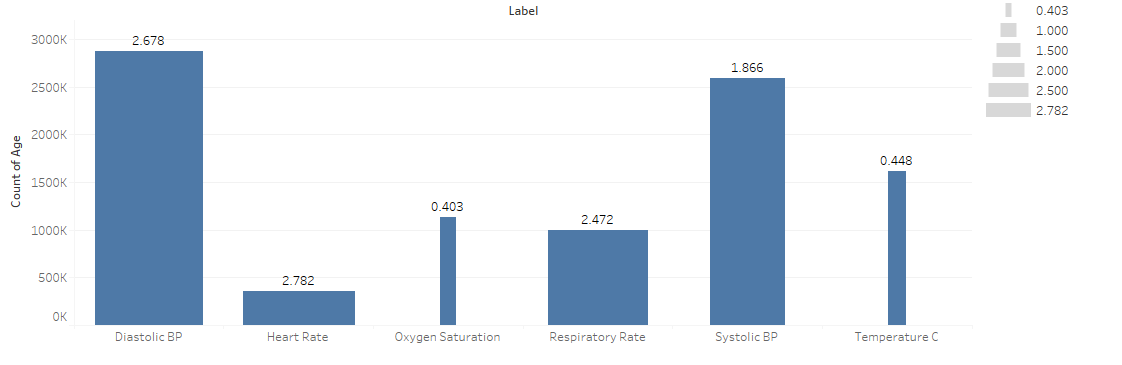 Label
3000K
2500K
2000K
1500K
1000K
500K
0K
Count of Age
2.678
2.782
0.403
2.472
1.866
0.448
Diastolic BP
Heart Rate
Oxygen Saturation
Respiratory Rate
Systolic BP
Temperature C
0.403
1.000
1.500
2.000
2.500
2.782